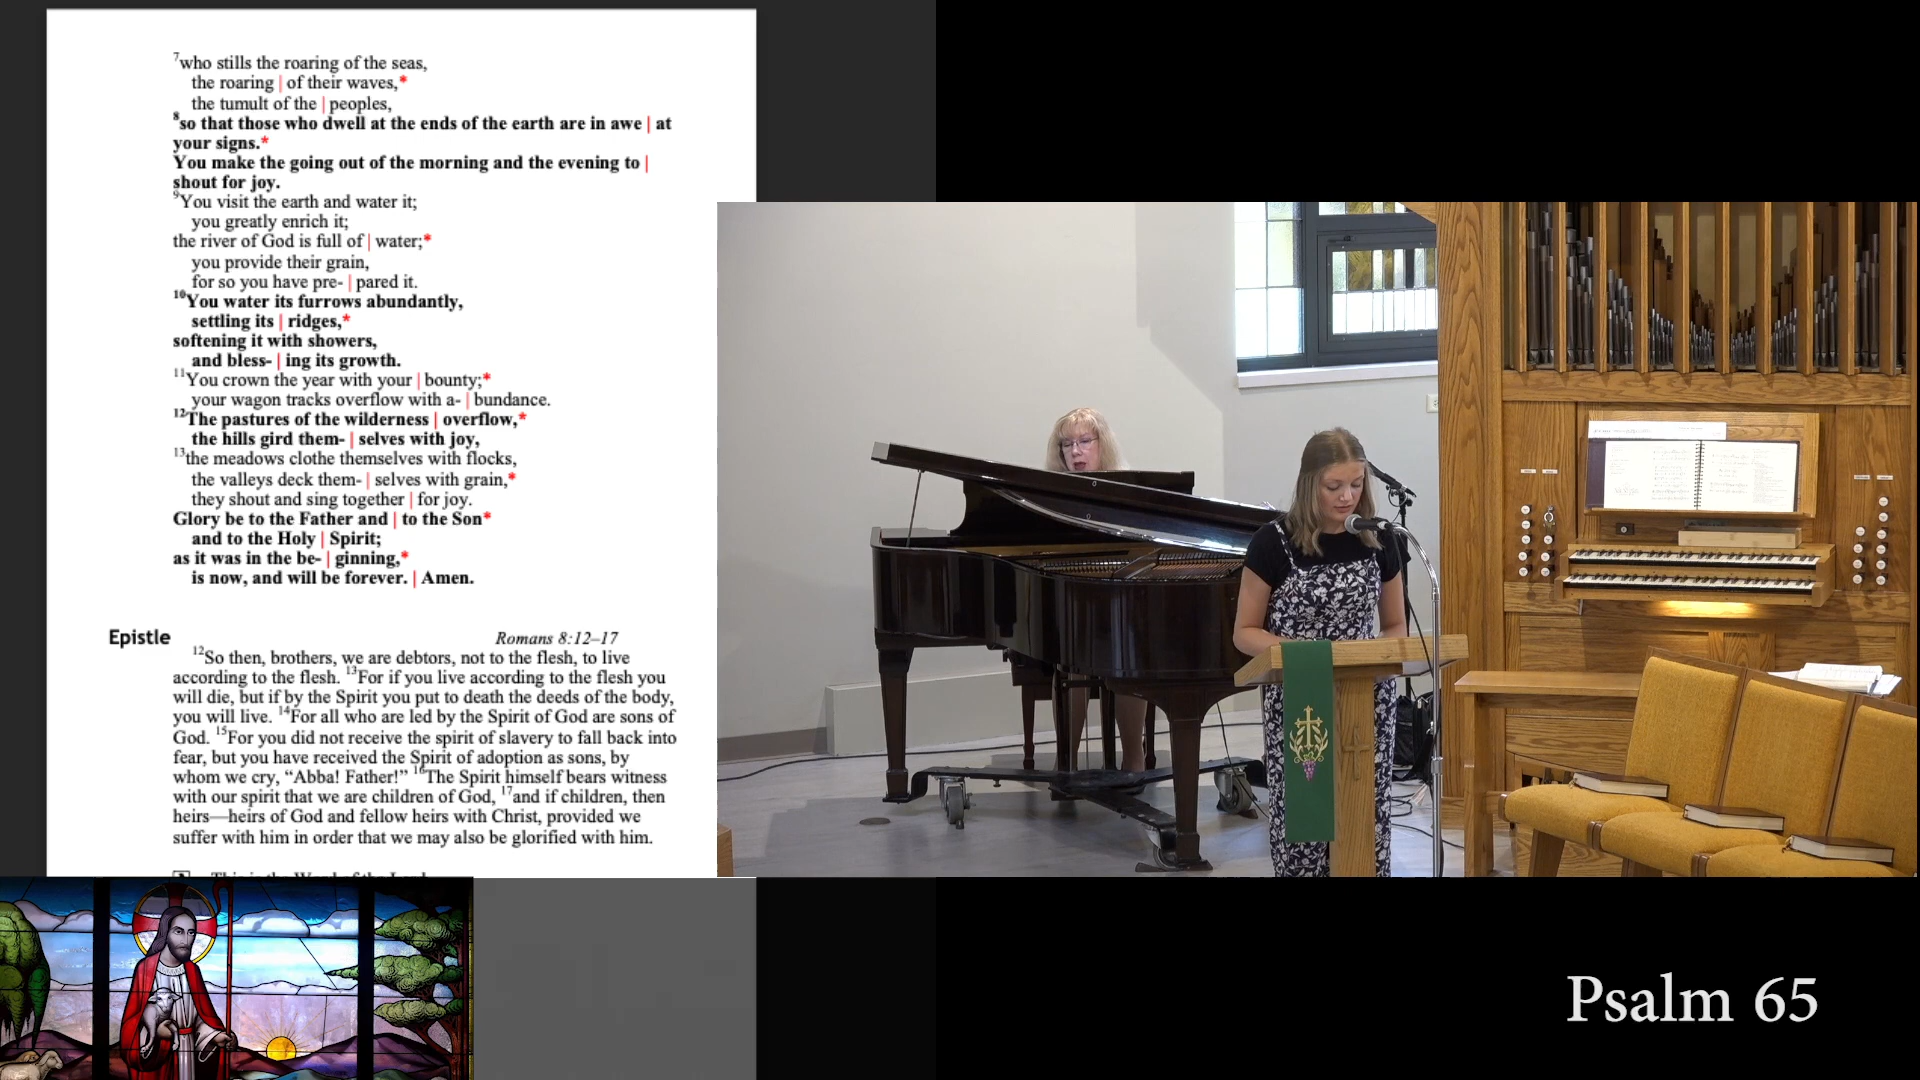 7who stills the roaring of the seas,
the roaring | of their waves,*
the tumult of the | peoples,
8so that those who dwell at the ends of the earth are in awe | at
your signs.*
You make the going out of the morning and the evening to |
shout for joy.
9You visit the earth and water it;
you greatly enrich it;
the river of God is full of | water;*
you provide their grain,
for so you have pre- | pared it.
10You water its furrows abundantly,
settling its | ridges,*
softening it with showers,
and bless- | ing its growth.
11You crown the year with your | bounty;*
your wagon tracks overflow with a- | bundance.
12The pastures of the wilderness | overflow,*
the hills gird them- | selves with joy,
13the meadows clothe themselves with flocks,
the valleys deck them- | selves with grain,*
they shout and sing together | for joy.
Glory be to the Father and | to the Son*
and to the Holy | Spirit;
as it was in the be- | ginning,*
is now, and will be forever. | Amen.
Epistle Romans 8:12–17
12So then, brothers, we are debtors, not to the flesh, to live
according to the flesh. 13For if you live according to the flesh you
will die, but if by the Spirit you put to death the deeds of the body,
you will live. 14For all who are led by the Spirit of God are sons of
God. 15For you did not receive the spirit of slavery to fall back into
fear, but you have received the Spirit of adoption as sons, by
whom we cry, “Abba! Father!” 16The Spirit himself bears witness
with our spirit that we are children of God, 17and if children, then
heirs—heirs of God and fellow heirs with Christ, provided we
suffer with him in order that we may also be glorified with him.
Psalm 65